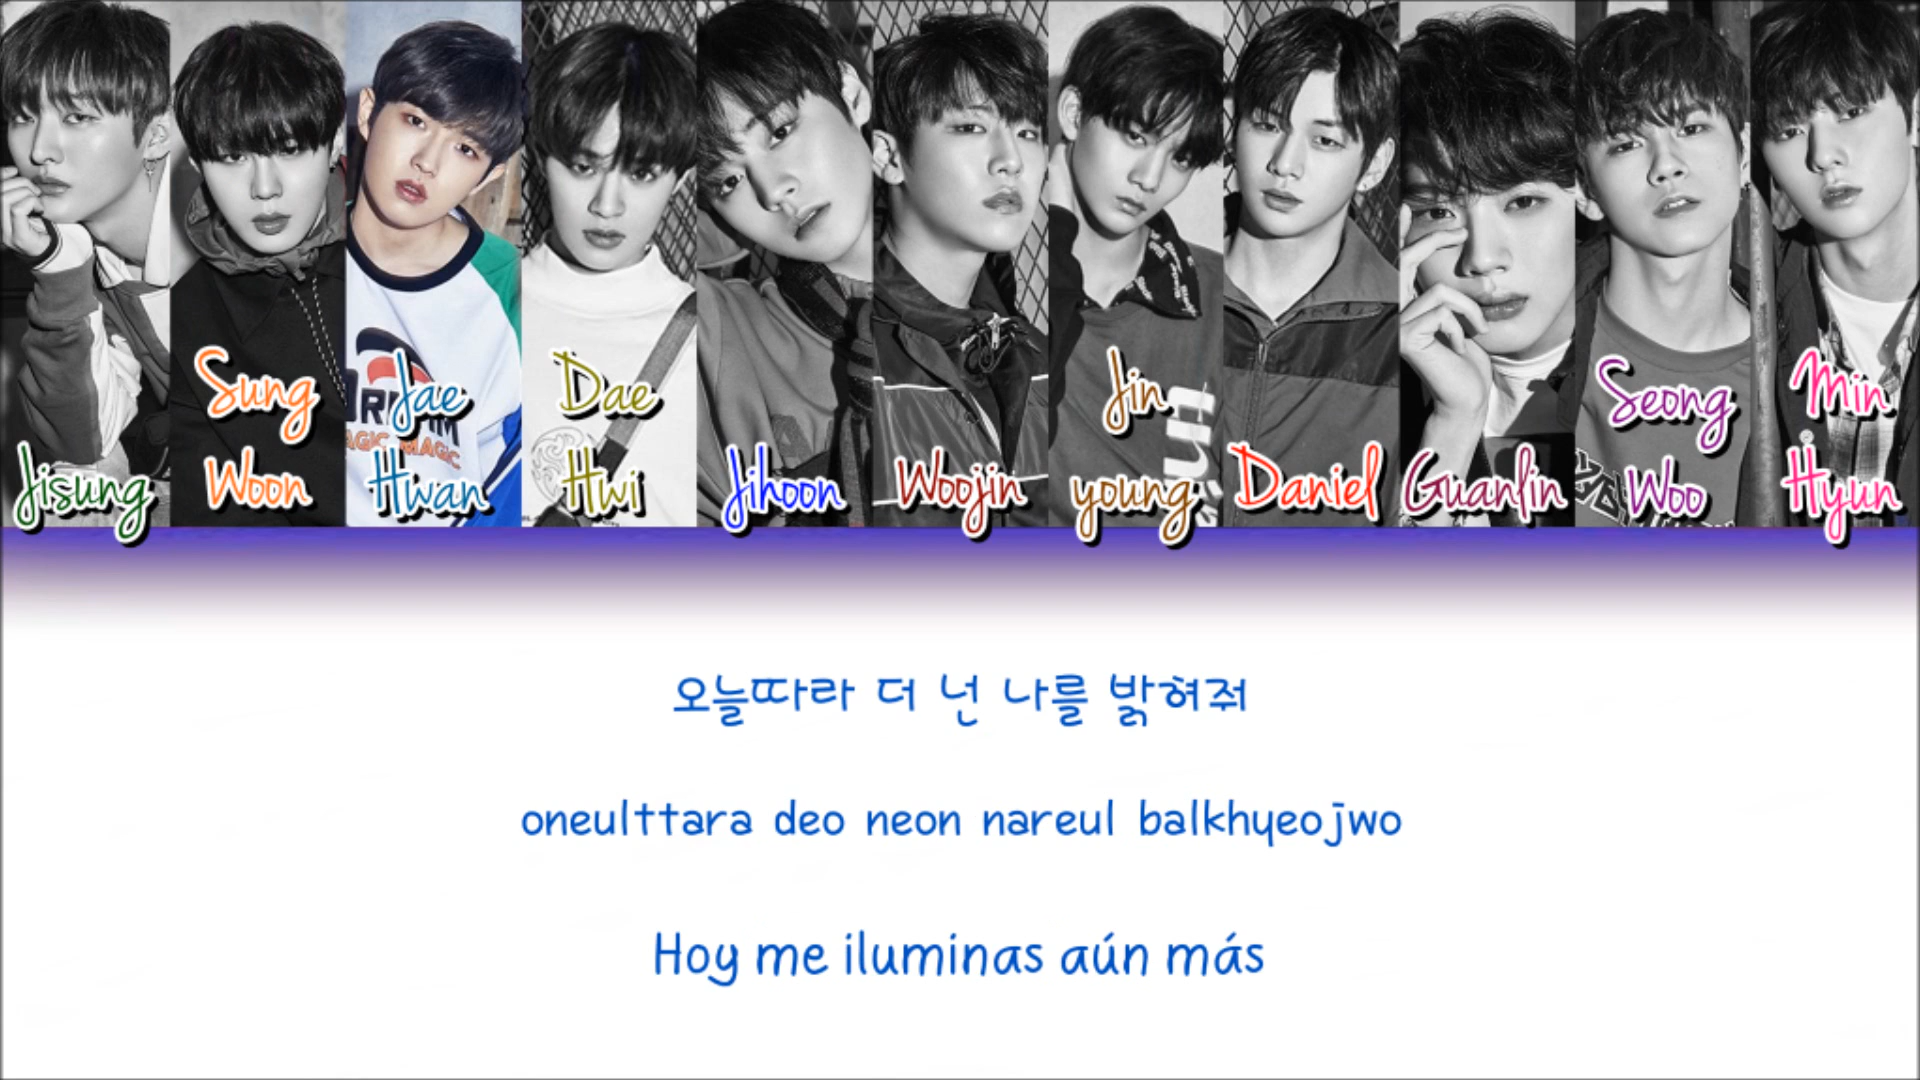 Jisung
Sung
Woon
Jae
Hwan
Dae
Hwi
Jihoon
Woojin
Jin
young
Daniel
Guanlin
Seong
Woo
Min
Hyun
오늘따라 더 넌 나를 밝혀줘
oneulttara deo neon nareul balkhyeojwo
Hoy me iluminas aún más